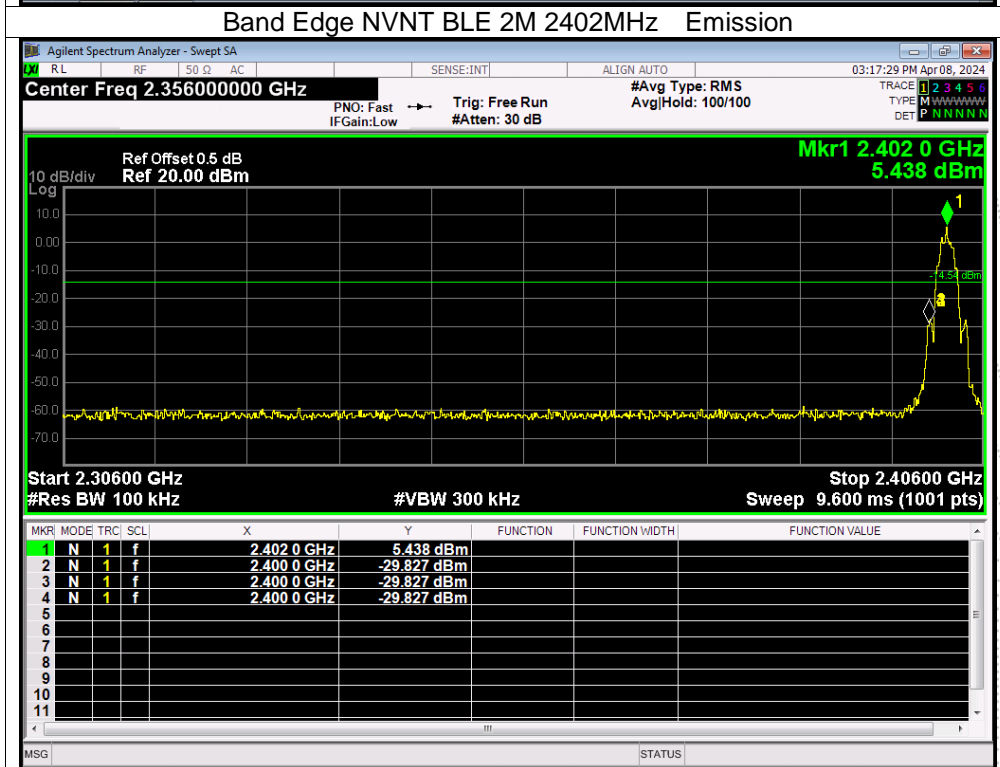 Band Edge NVNT BLE 2M 2402MHz Emission
Agilent Spectrum Analyzer - Swept SA
LXI RL RF 50 Ω AC SENSE:INT ALIGN AUTO 03:17:29 PM Apr 08, 2024
Center Freq 2.356000000 GHz #Avg Type: RMS TRACE 1 2 3 4 5 6
PNO: Fast Trig: Free Run Avg|Hold: 100/100 TYPE M WWWWW
IFGain:Low #Atten: 30 dB DET P N N N N N
Mkr1 2.402 0 GHz
Ref Offset 0.5 dB
10 dB/div Ref 20.00 dBm 5.438 dBm
Log
1
10.0
0.00
-10.0
-14.54 dBm
-20.0
-30.0
-40.0
-50.0
-60.0
-70.0
Start 2.30600 GHz Stop 2.40600 GHz
#Res BW 100 kHz #VBW 300 kHz Sweep 9.600 ms (1001 pts)
MKR MODE TRC SCL X Y FUNCTION FUNCTION WIDTH FUNCTION VALUE
1 N 1 f 2.402 0 GHz 5.438 dBm
2 N 1 f 2.400 0 GHz -29.827 dBm
3 N 1 f 2.400 0 GHz -29.827 dBm
4 N 1 f 2.400 0 GHz -29.827 dBm
5
6
7
8
9
10
11
MSG STATUS